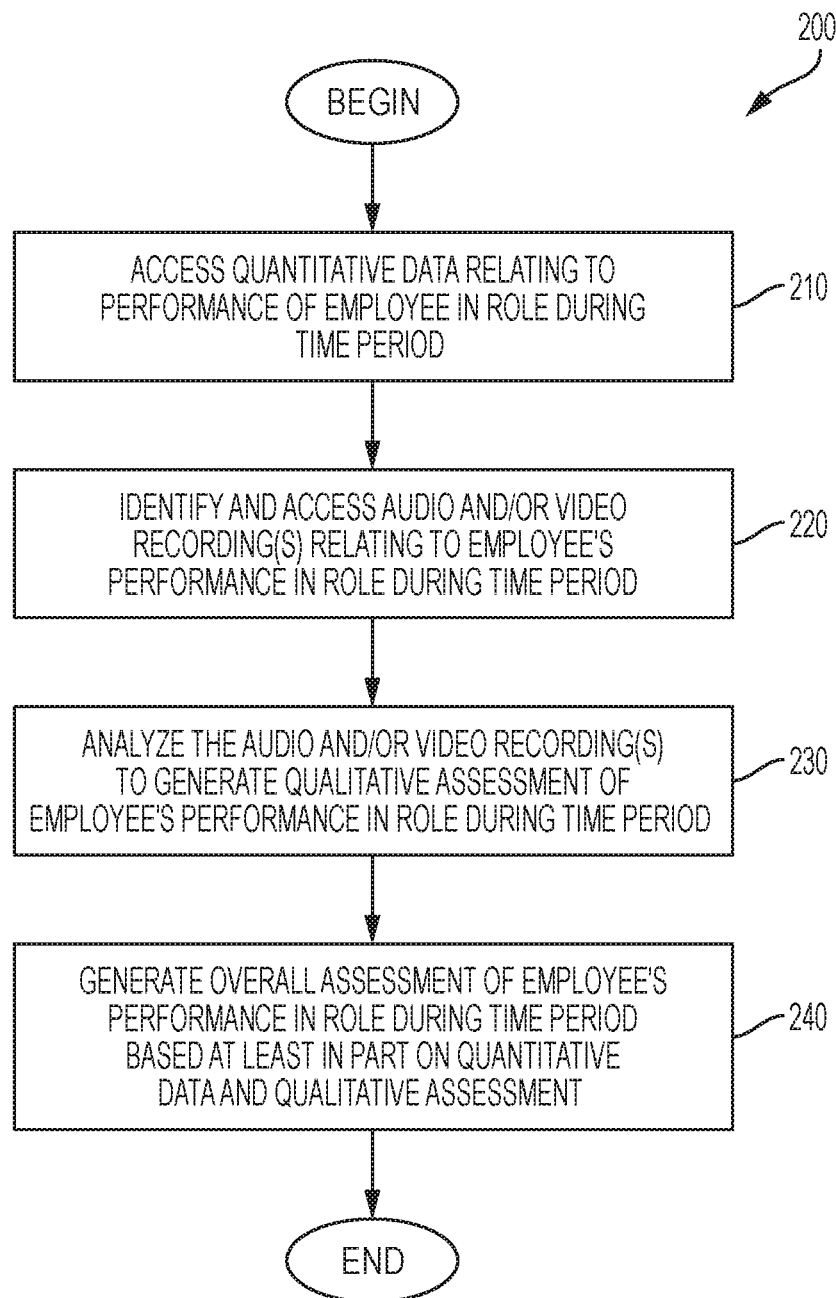 200
BEGIN
ACCESS QUANTITATIVE DATA RELATING TO
PERFORMANCE OF EMPLOYEE IN ROLE DURING
TIME PERIOD
210
IDENTIFY AND ACCESS AUDIO AND/OR VIDEO
RECORDING(S) RELATING TO EMPLOYEE'S
PERFORMANCE IN ROLE DURING TIME PERIOD
220
ANALYZE THE AUDIO AND/OR VIDEO RECORDING(S)
TO GENERATE QUALITATIVE ASSESSMENT OF
EMPLOYEE'S PERFORMANCE IN ROLE DURING TIME PERIOD
230
GENERATE OVERALL ASSESSMENT OF EMPLOYEE'S
PERFORMANCE IN ROLE DURING TIME PERIOD
BASED AT LEAST IN PART ON QUANTITATIVE
DATA AND QUALITATIVE ASSESSMENT
240
END